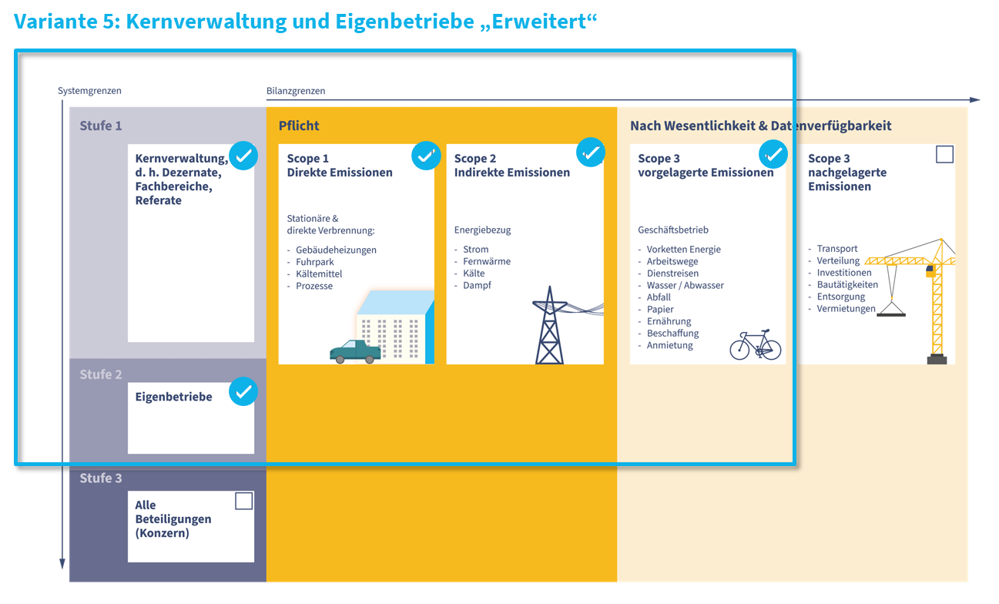 Variante 5: Kernverwaltung und Eigenbetriebe „Erweitert“
Systemgrenzen
Bilanzgrenzen
Stufe 1
Kernverwaltung,
d. h. Dezernate,
Fachbereiche,
Referate
Pflicht
Scope 1
Direkte Emissionen
Stationäre &
direkte Verbrennung:
- Gebäudeheizungen
- Fuhrpark
- Kältemittel
- Prozesse
Scope 2
Indirekte Emissionen
Energiebezug
- Strom
- Fernwärme
- Kälte
- Dampf
Nach Wesentlichkeit & Datenverfügbarkeit
Scope 3
vorgelagerte Emissionen
Geschäftsbetrieb
- Vorketten Energie
- Arbeitswege
- Dienstreisen
- Wasser / Abwasser
- Abfall
- Papier
- Ernährung
- Beschaffung
- Anmietung
Scope 3
nachgelagerte
Emissionen
- Transport
- Verteilung
- Investitionen
- Bautätigkeiten
- Entsorgung
- Vermietungen
Stufe 2
Eigenbetriebe
Stufe 3
Alle
Beteiligungen
(Konzern)